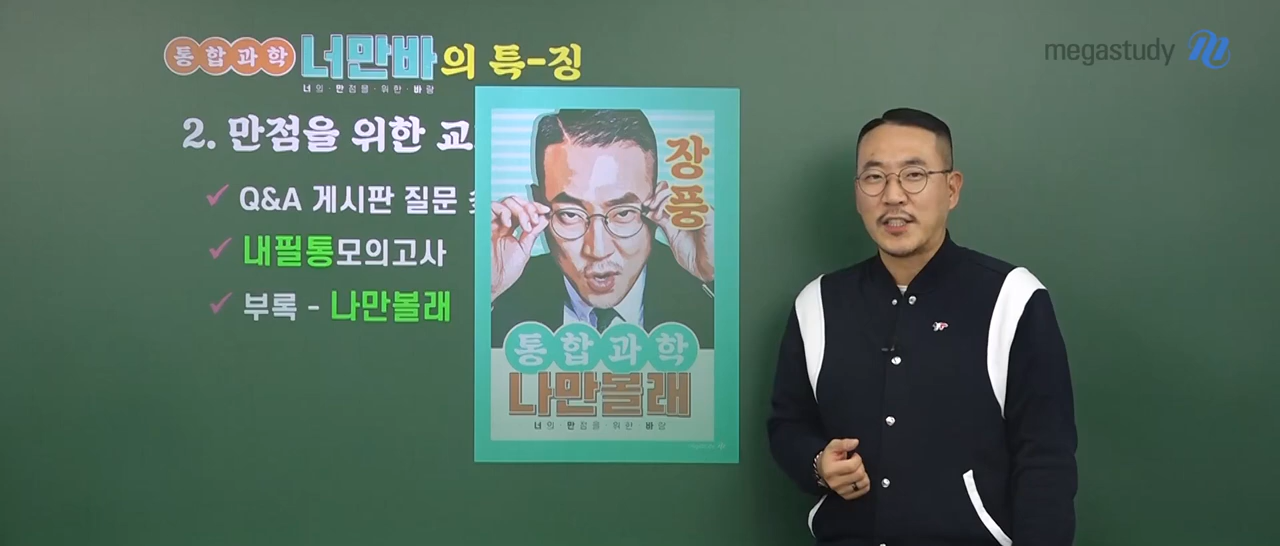 통합과학 너만바의 특-징
너의·만점을·위한·바람
megastudy
2. 만점을 위한 교
Q&A 게시판 질문
내필통모의고사
부록 - 나만볼래
장풍
통합과학
나만볼래
너의·만점을·위한 바람